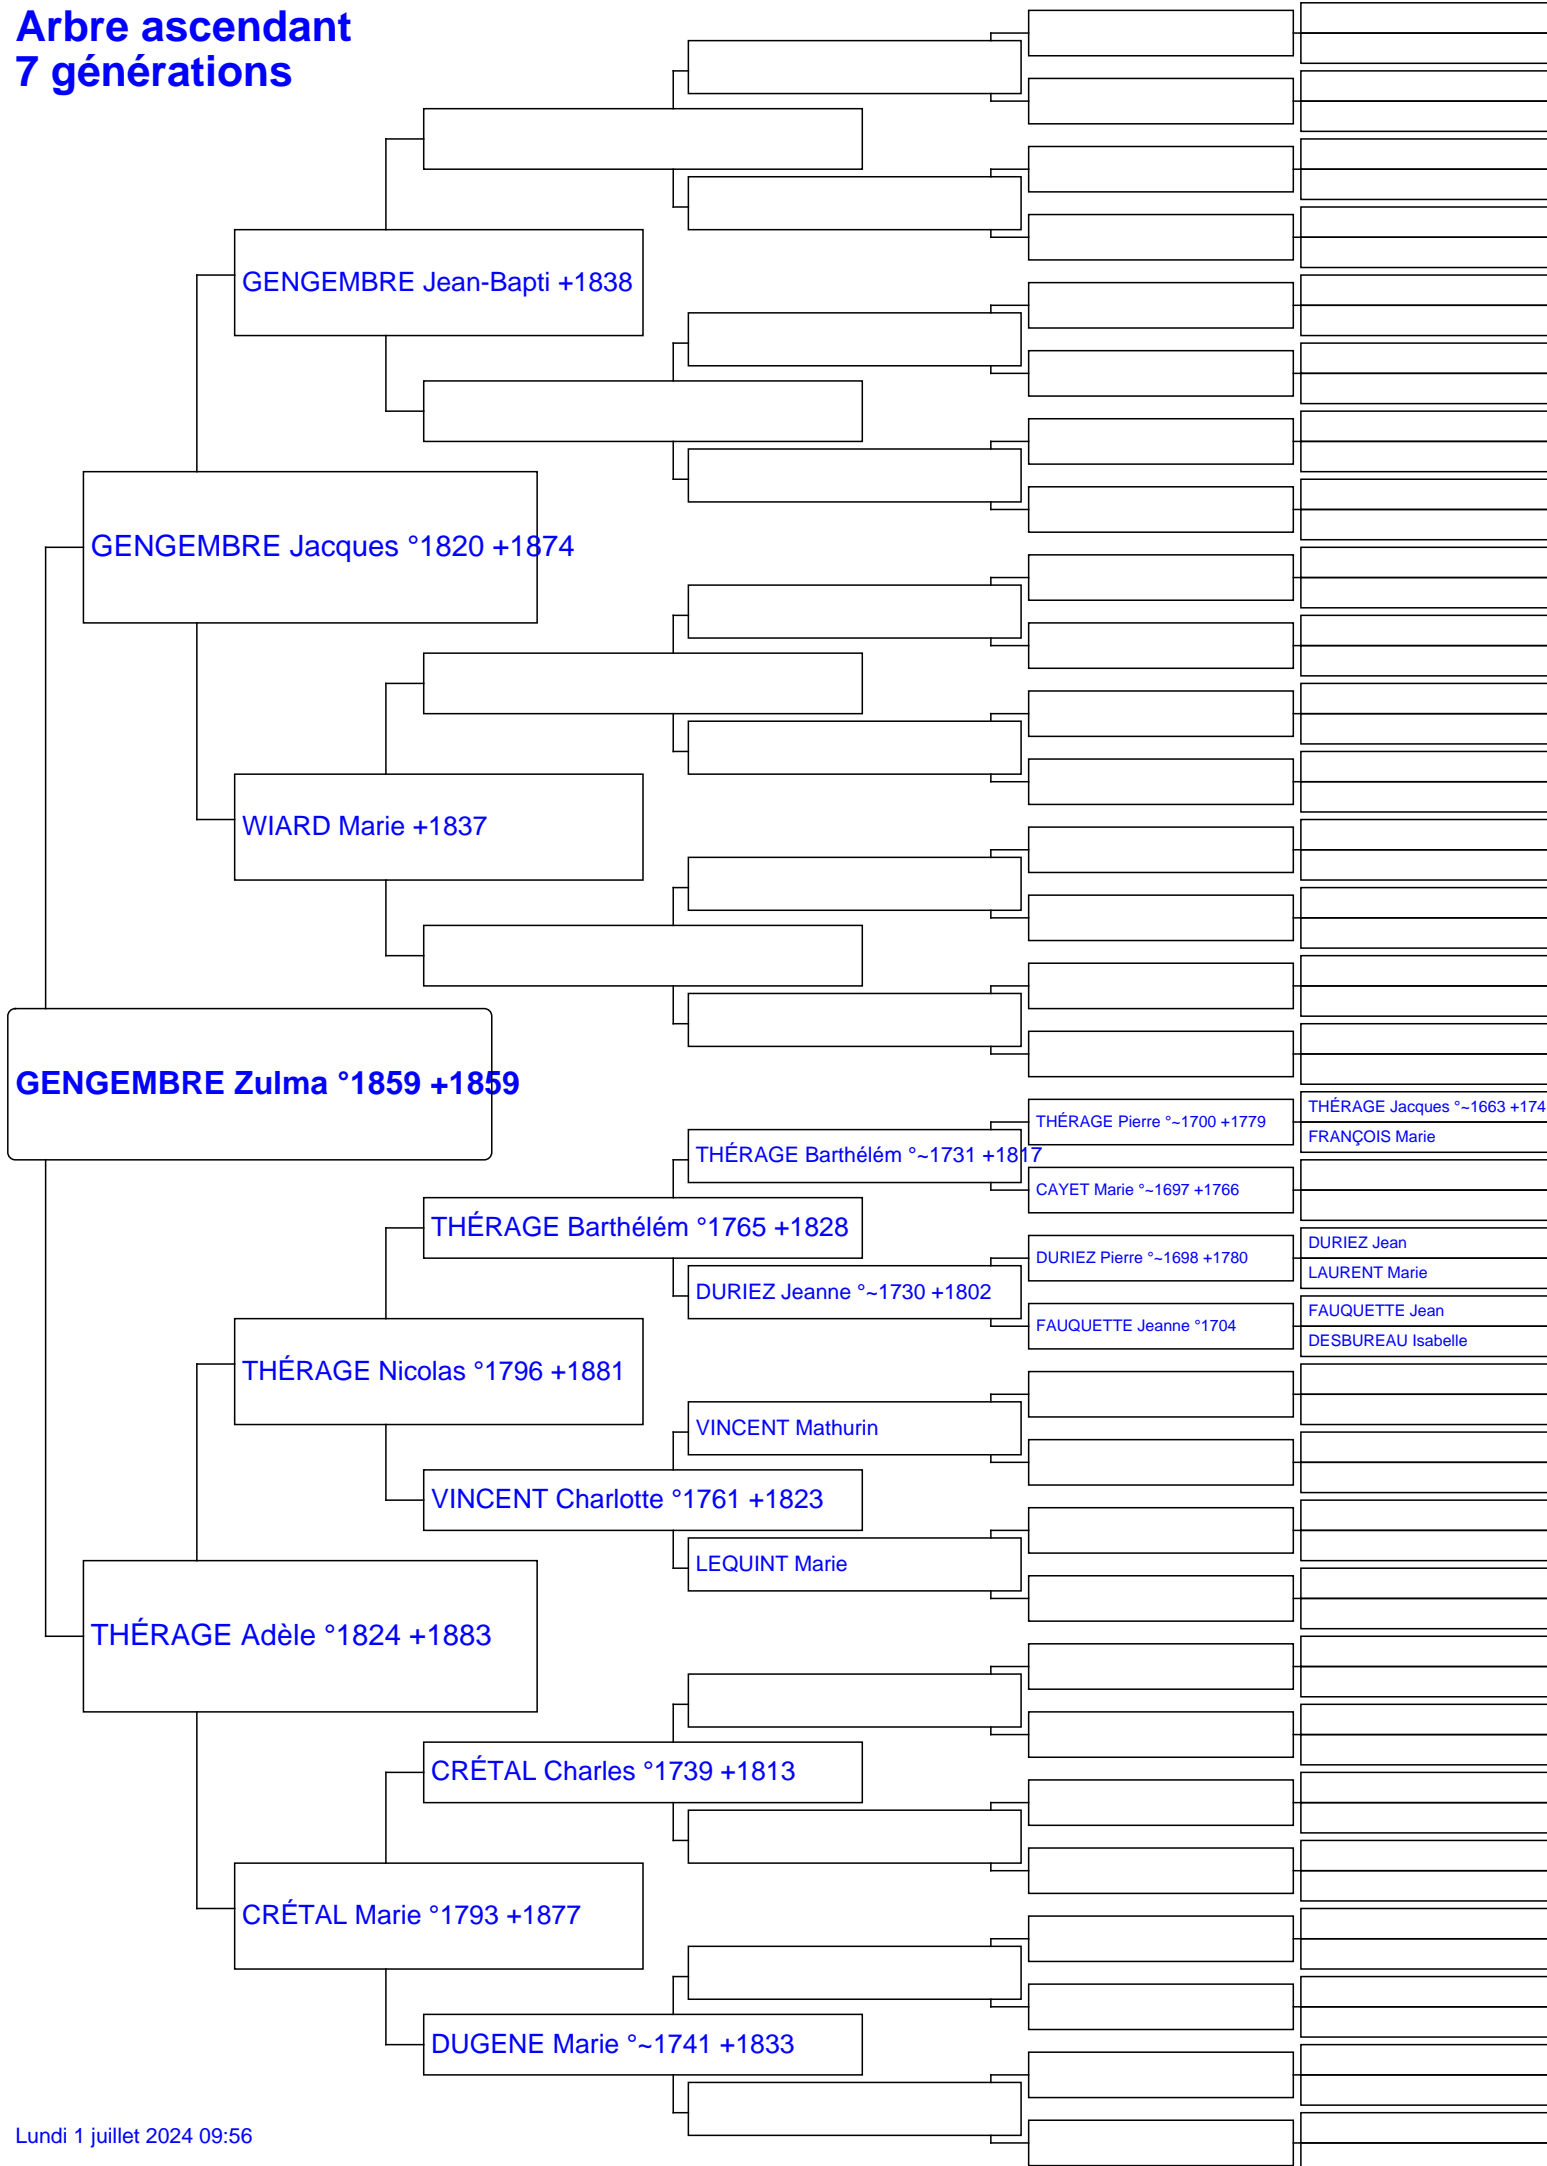 Arbre ascendant
7 générations
GENGEMBRE Jean-Bapti +1838
GENGEMBRE Jacques °1820 +1874
WIARD Marie +1837
GENGEMBRE Zulma °1859 +1859
THÉRAGE Jacques °~1663 +174
THÉRAGE Pierre °~1700 +1779
FRANÇOIS Marie
THÉRAGE Barthélém °~1731 +1817
CAYET Marie °~1697 +1766
THÉRAGE Barthélém °1765 +1828
DURIEZ Jean
DURIEZ Pierre °~1698 +1780
LAURENT Marie
DURIEZ Jeanne °~1730 +1802
FAUQUETTE Jean
FAUQUETTE Jeanne °1704
DESBUREAU Isabelle
THÉRAGE Nicolas °1796 +1881
VINCENT Mathurin
VINCENT Charlotte °1761 +1823
LEQUINT Marie
THÉRAGE Adèle °1824 +1883
CRÉTAL Charles °1739 +1813
CRÉTAL Marie °1793 +1877
DUGENE Marie °~1741 +1833
Lundi 1 juillet 2024 09:56